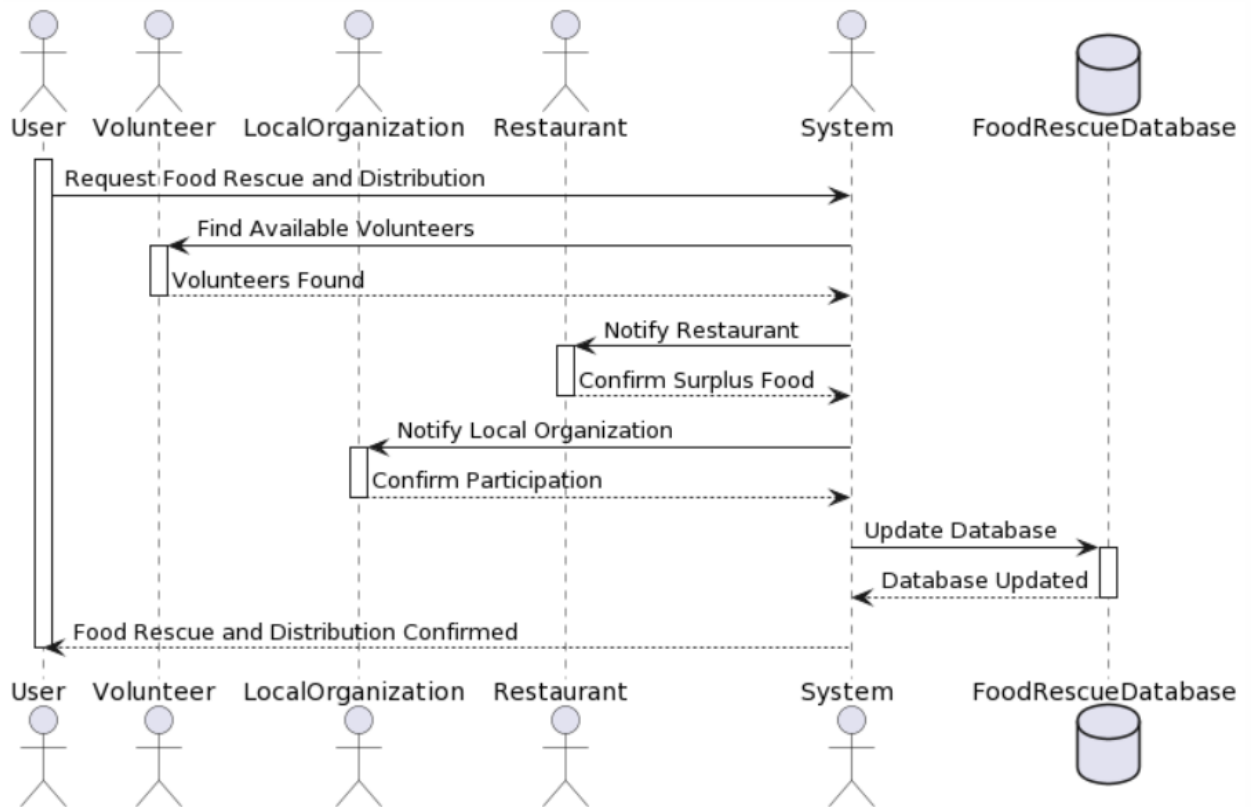 User Volunteer LocalOrganization Restaurant System FoodRescueDatabase
Request Food Rescue and Distribution
Find Available Volunteers
Volunteers Found
Notify Restaurant
Confirm Surplus Food
Notify Local Organization
Confirm Participation
Update Database
Database Updated
Food Rescue and Distribution Confirmed
User Volunteer LocalOrganization Restaurant System FoodRescueDatabase